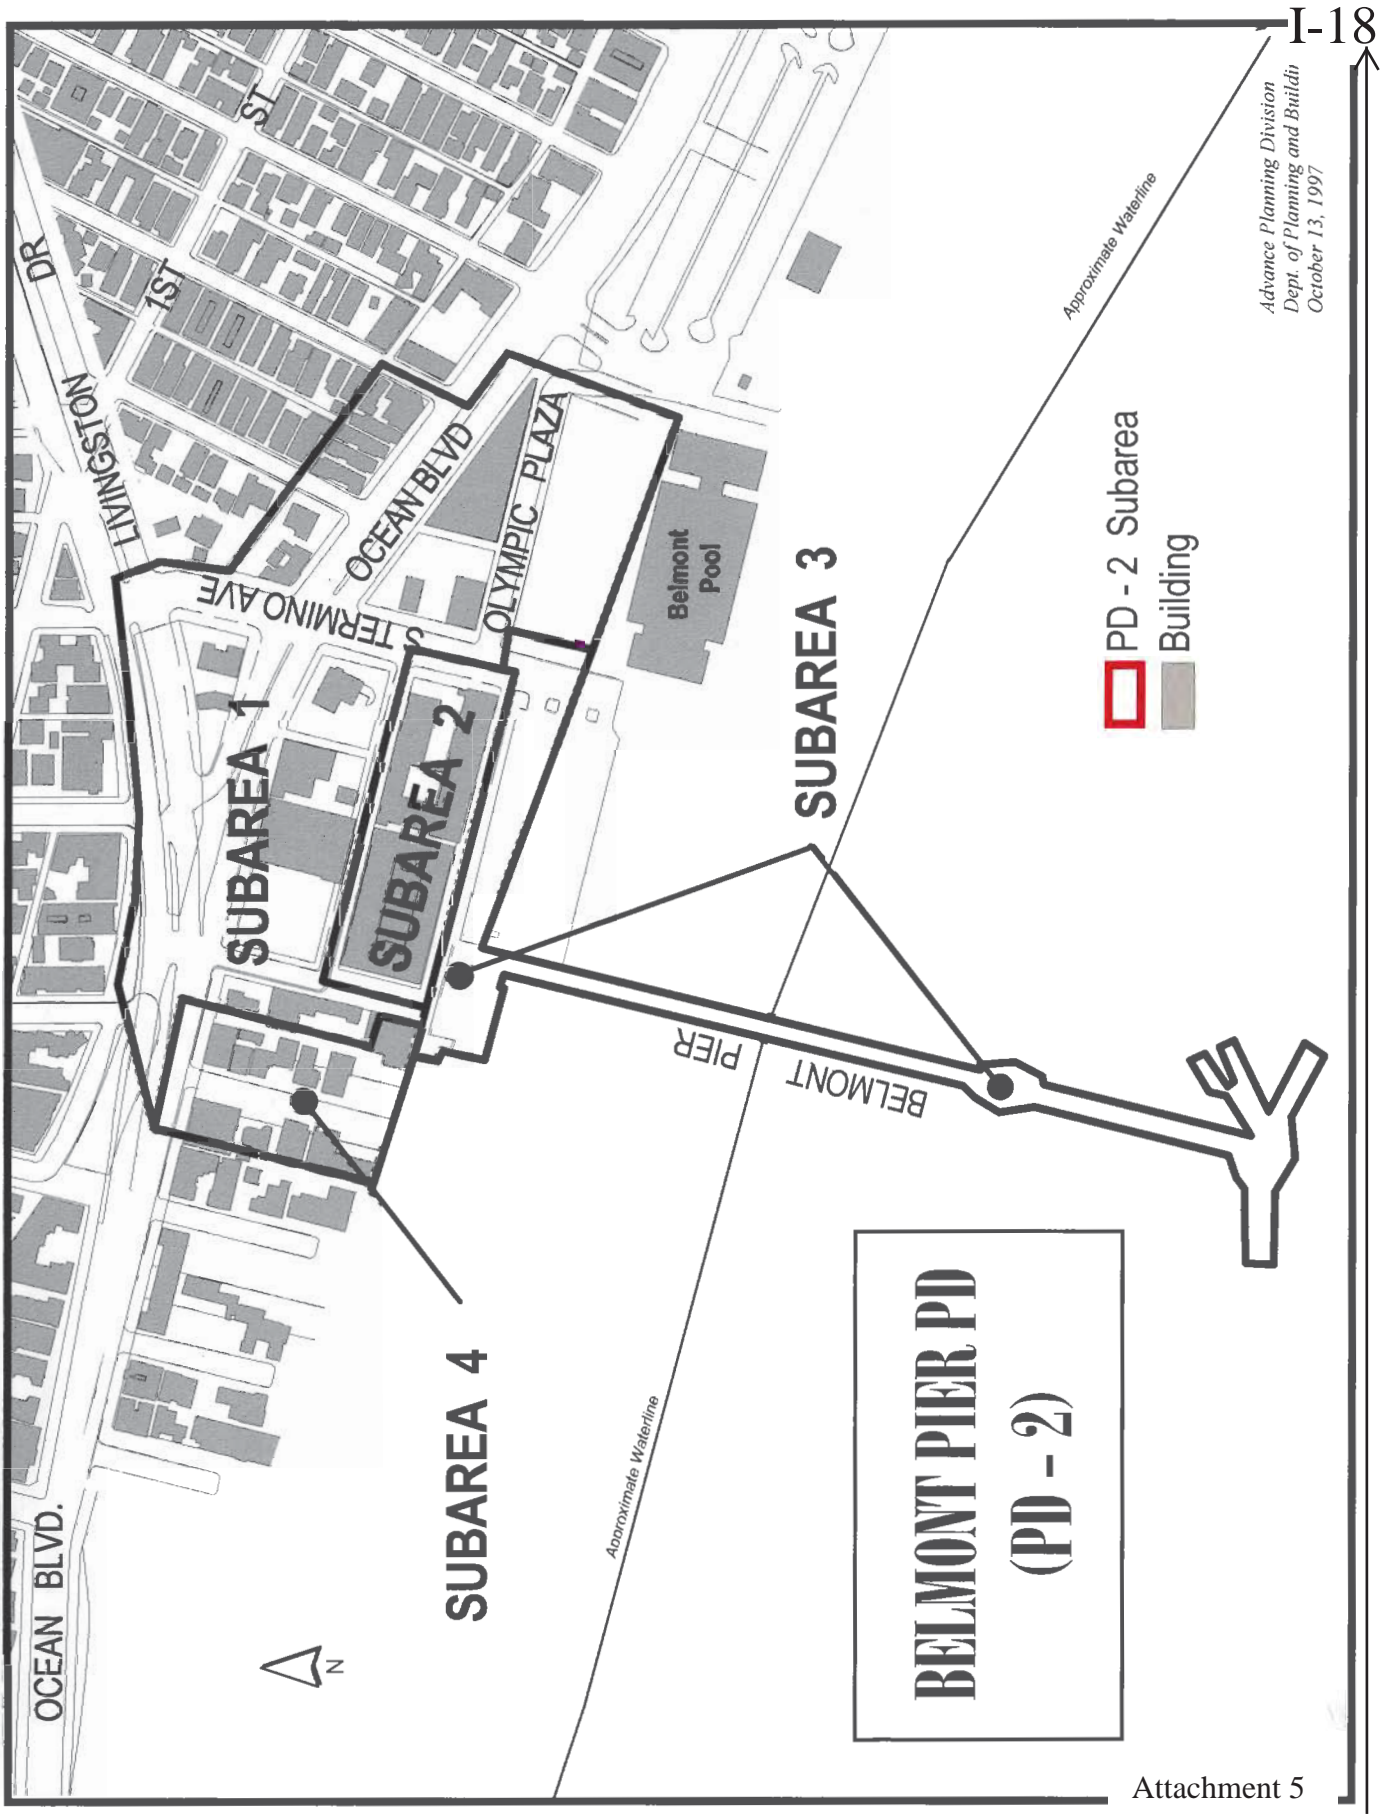 I-18
Advance Planning Division
Dept. of Planning and Buildin
October 13, 1997
ST
DR
1ST
LIVINGSTON
OCEAN BLVD
OLYMPIC PLAZA
S TERMINO AVE
Belmont
Pool
SUBAREA 1
SUBAREA 2
SUBAREA 3
SUBAREA 4
BELMONT
PIER
Approximate Waterline
Approximate Waterline
OCEAN BLVD.
N
PD - 2 Subarea
Building
BELMONT PIER PD
(PD - 2)
Attachment 5